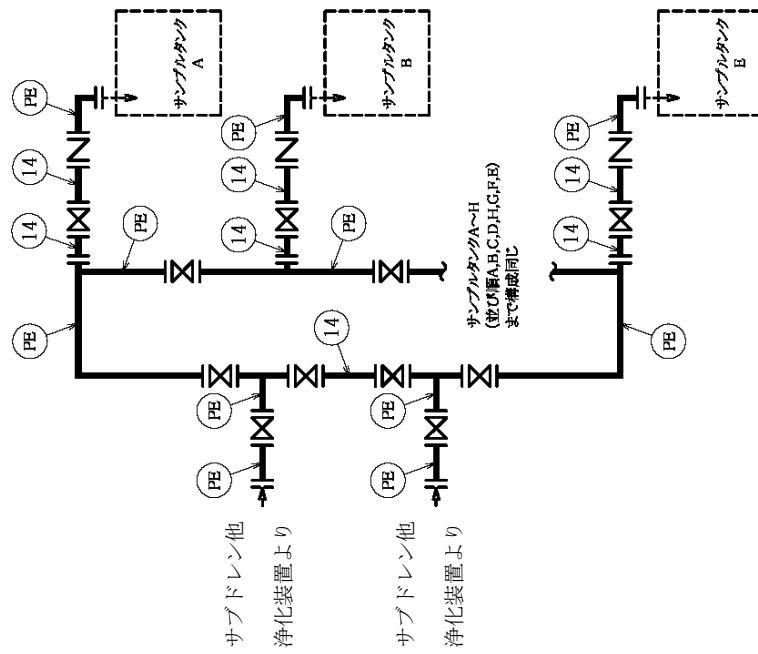 サンプルタンク
A
PE
14
14
PE
PE
サンプルタンク
B
PE
14
14
PE
サンプルタンクA～H
(並び順A,B,C,D,H,G,F,E)
まで構成同じ
サンプルタンク
E
PE
14
14
PE
14
PE
PE
PE
PE
サブドレン他
浄化装置より
サブドレン他
浄化装置より